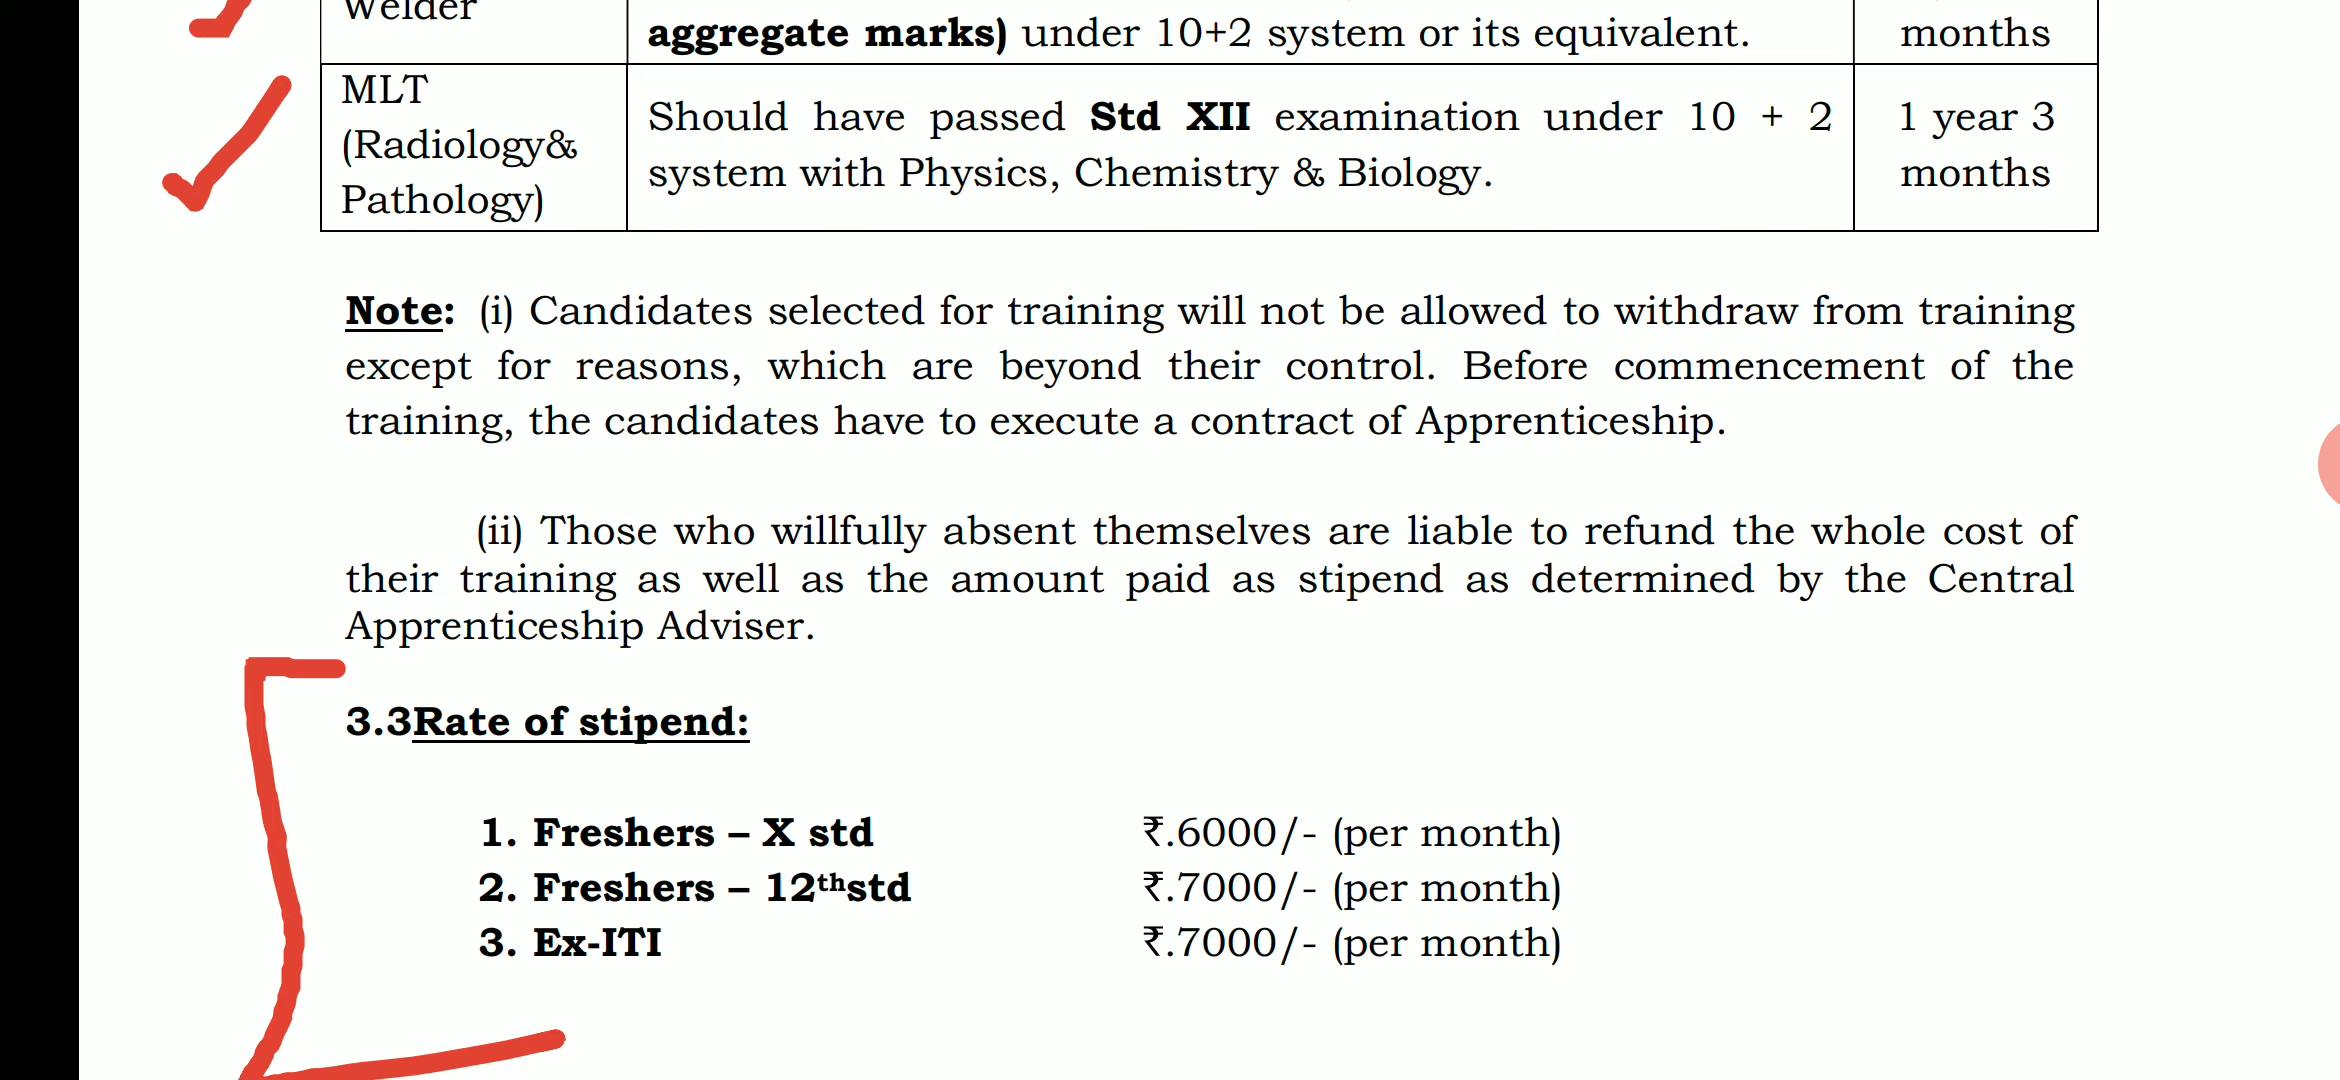 Welder
aggregate marks) under 10+2 system or its equivalent.
months
MLT
(Radiology&
Pathology)
Should have passed Std XII examination under 10 + 2
system with Physics, Chemistry & Biology.
1 year 3
months
Note: (i) Candidates selected for training will not be allowed to withdraw from training
except for reasons, which are beyond their control. Before commencement of the
training, the candidates have to execute a contract of Apprenticeship.
(ii) Those who willfully absent themselves are liable to refund the whole cost of
their training as well as the amount paid as stipend as determined by the Central
Apprenticeship Adviser.
3.3Rate of stipend:
1. Freshers – X std ₹.6000/- (per month)
2. Freshers – 12thstd ₹.7000/- (per month)
3. Ex-ITI ₹.7000/- (per month)